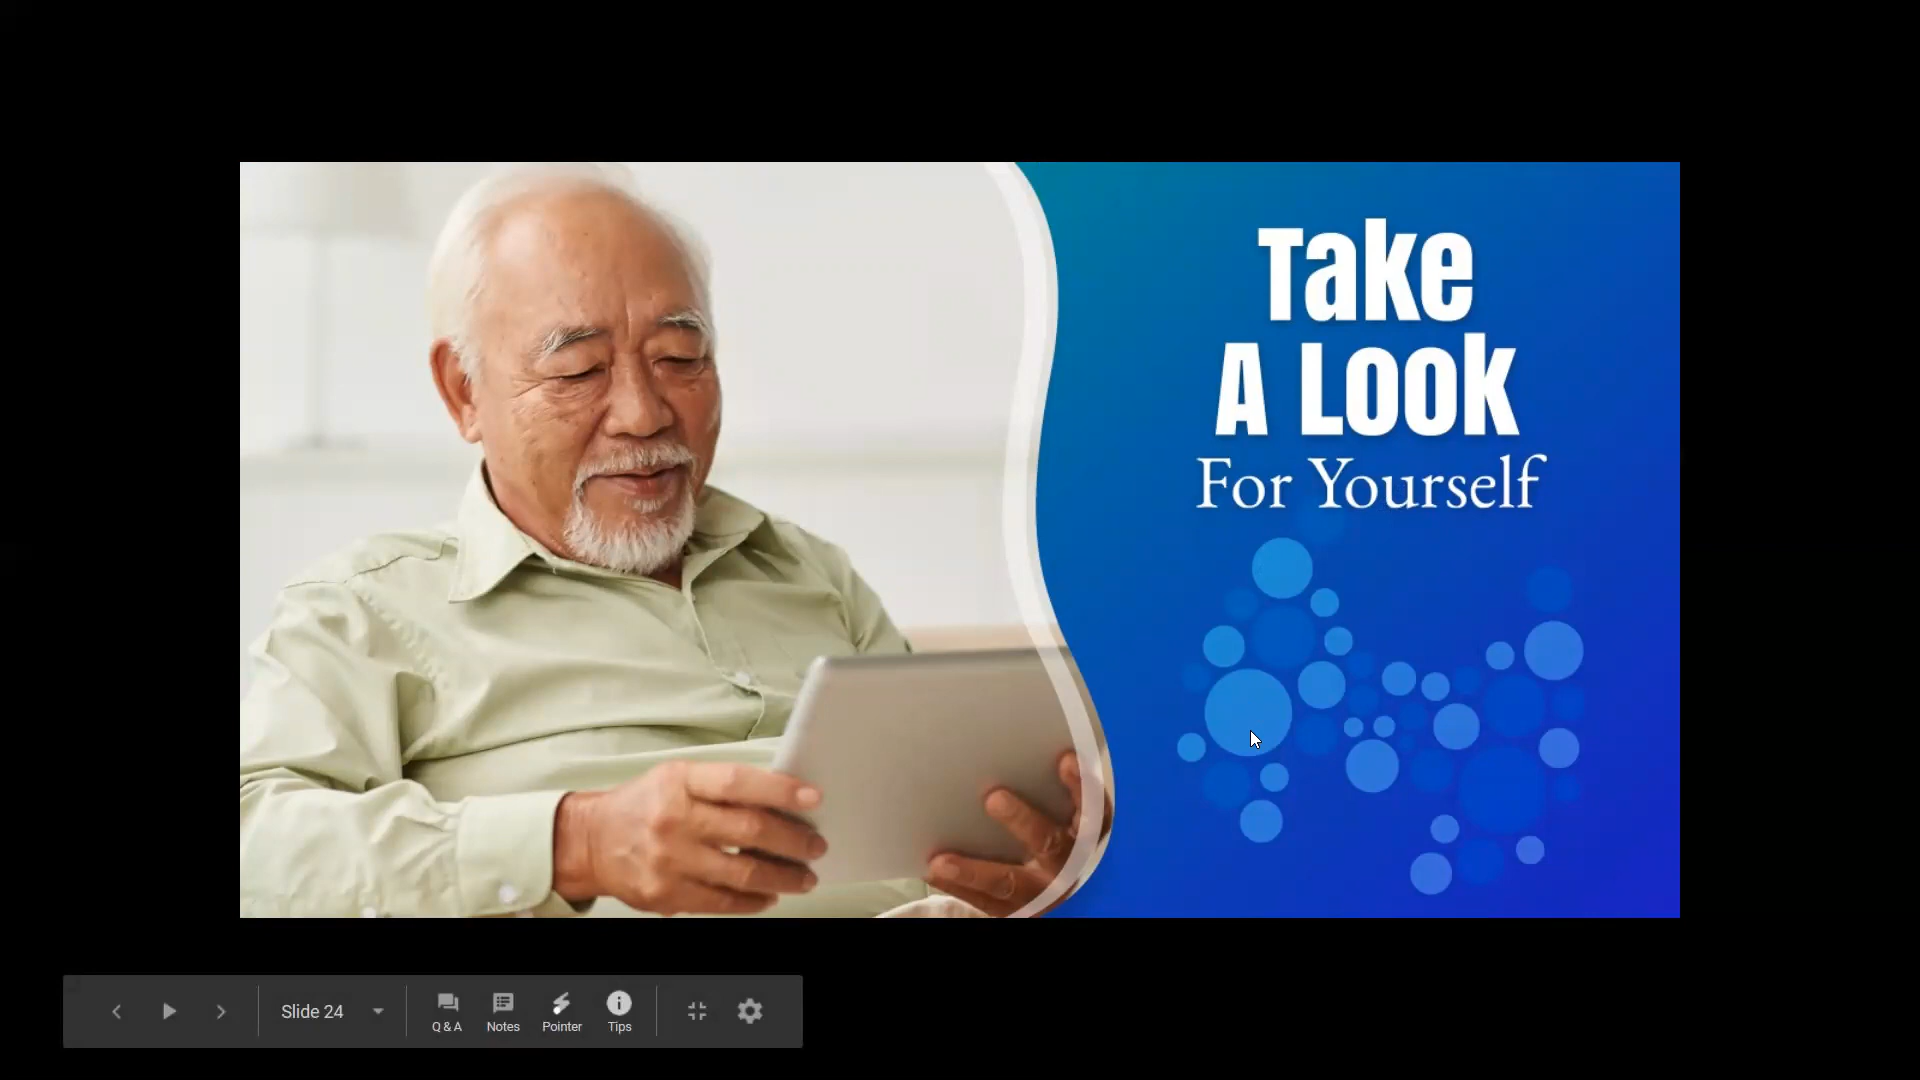 Take
A Look
For Yourself
Slide 24
Q & A
Notes
Pointer
Tips